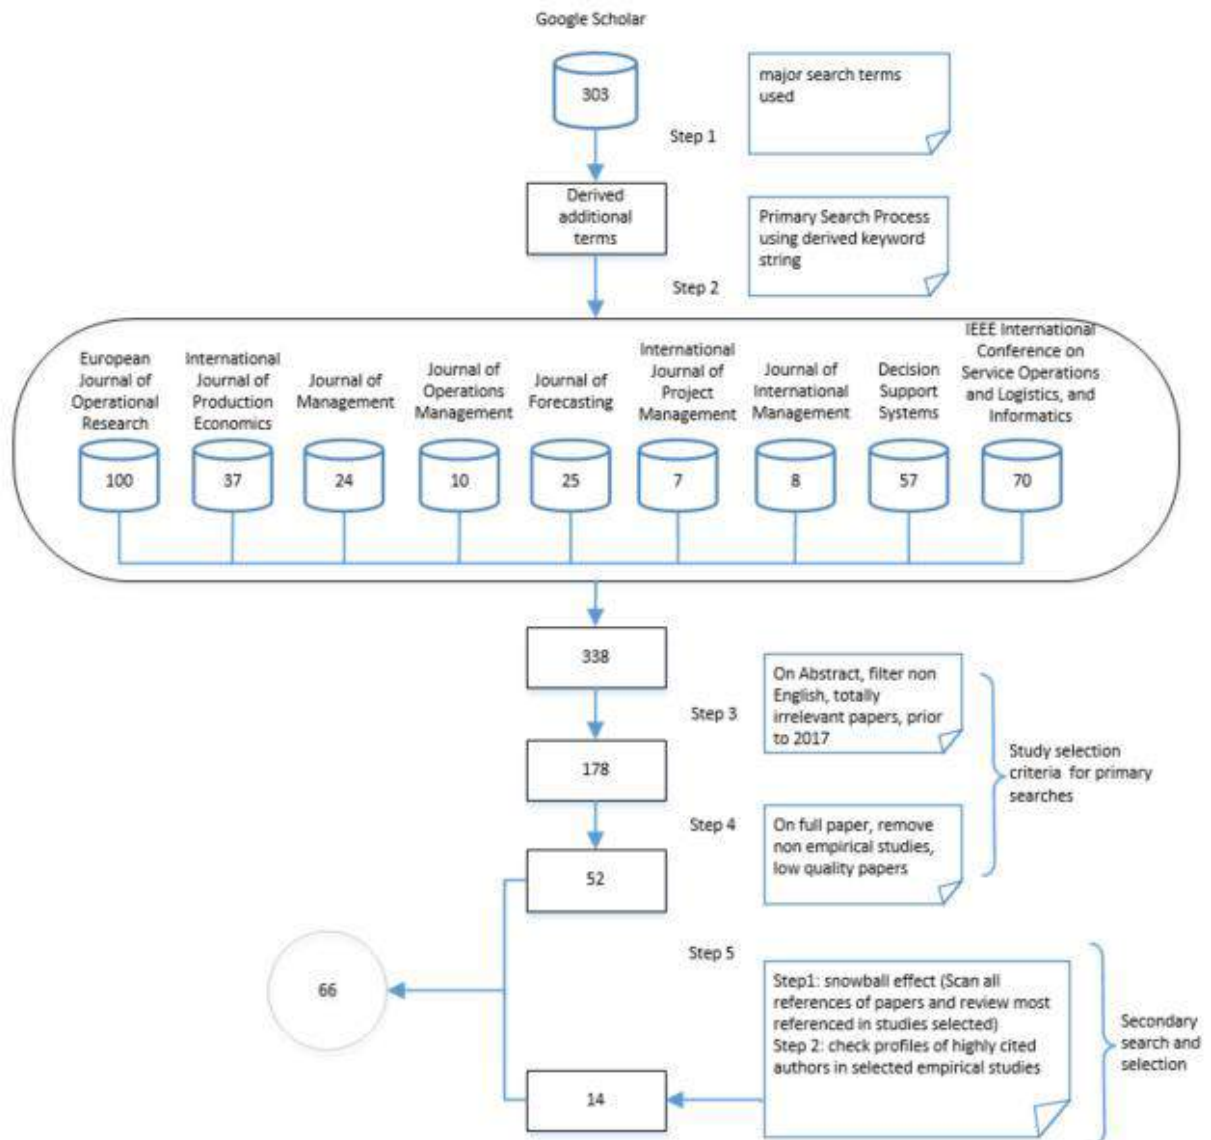 Google Scholar
303
major search terms
used
Step 1
Derived
additional
terms
Primary Search Process
using derived keyword
string
Step 2
European
Journal of
Operational
Research
International
Journal of
Production
Economics
Journal of
Management
Journal of
Operations
Management
Journal of
Forecasting
International
Journal of
Project
Management
Journal of
International
Management
Decision
Support
Systems
IEEE International
Conference on
Service Operations
and Logistics, and
Informatics
100
37
24
10
25
7
8
57
70
338
Step 3
On Abstract, filter non
English, totally
irrelevant papers, prior
to 2017
178
Study selection
criteria for primary
searches
Step 4
On full paper, remove
non empirical studies,
low quality papers
52
Step 5
66
Step1: snowball effect (Scan all
references of papers and review most
referenced in studies selected)
Step 2: check profiles of highly cited
authors in selected empirical studies
Secondary
search and
selection
14